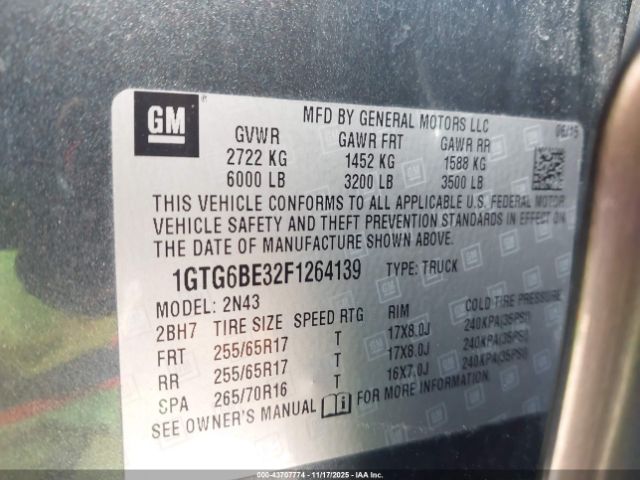 GM
MFD BY GENERAL MOTORS LLC
06/15
GVWR GAWR FRT GAWR RR
2722 KG 1452 KG 1588 KG
6000 LB 3200 LB 3500 LB
THIS VEHICLE CONFORMS TO ALL APPLICABLE U.S. FEDERAL MOTOR
VEHICLE SAFETY AND THEFT PREVENTION STANDARDS IN EFFECT ON
THE DATE OF MANUFACTURE SHOWN ABOVE.
1GTG6BE32F1264139 TYPE: TRUCK
MODEL: 2N43
2BH7 TIRE SIZE SPEED RTG RIM COLD TIRE PRESSURE
FRT 255/65R17 T 17X8.0J 240KPA(35PSI)
RR 255/65R17 T 17X8.0J 240KPA(35PSI)
SPA 265/70R16 T 16X7.0J 240KPA(35PSI)
SEE OWNER'S MANUAL
000-43707774 - 11/17/2025 - IAA Inc.